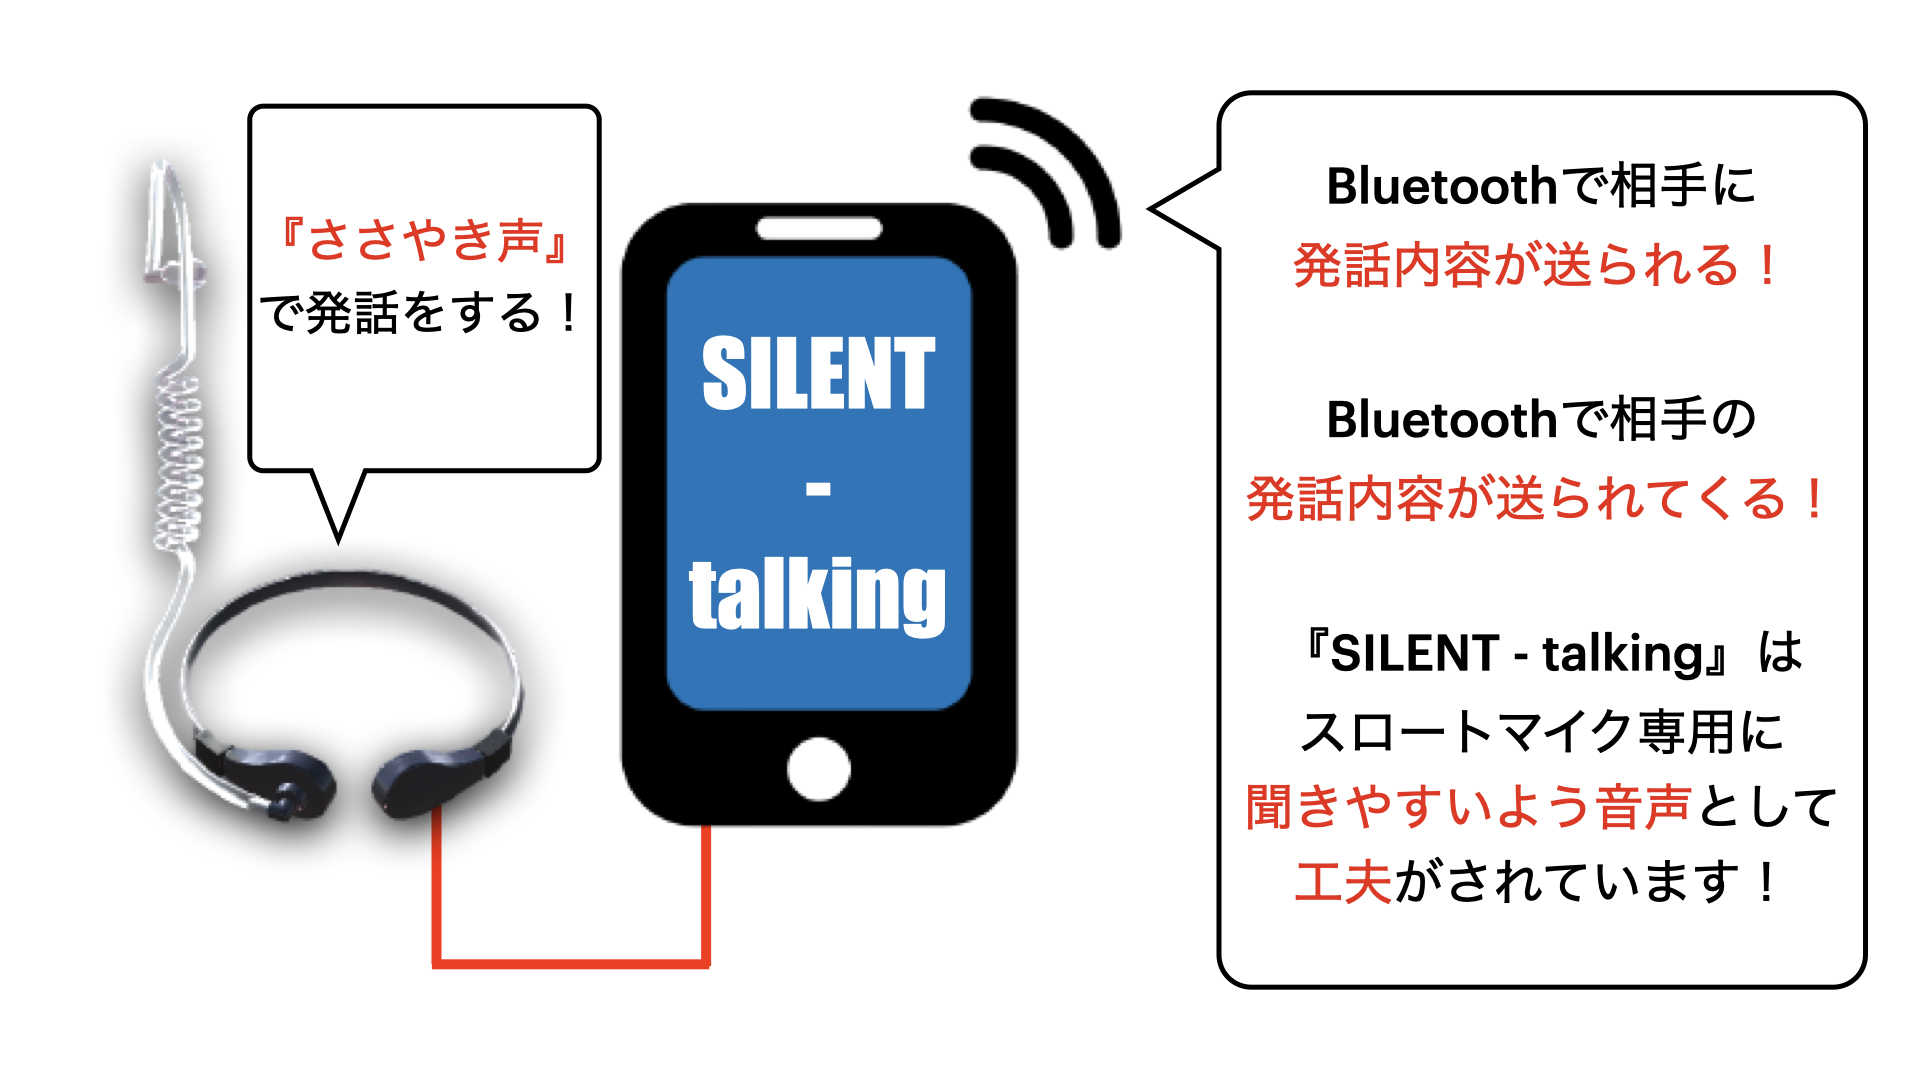 『ささやき声』
で発話をする！
SILENT
-
talking
Bluetoothで相手に
発話内容が送られる！
Bluetoothで相手の
発話内容が送られてくる！
『SILENT - talking』は
スロートマイク専用に
聞きやすいよう音声として
工夫がされています！